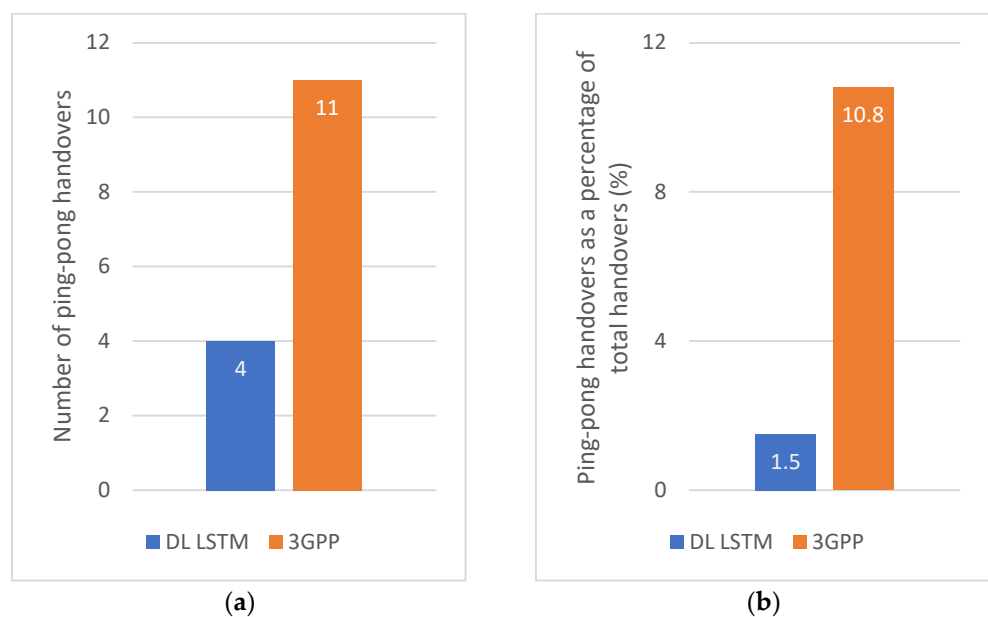 Number of ping-pong handovers
12
10
8
6
4
2
0
4
11
DL LSTM 3GPP
(a)
Ping-pong handovers as a percentage of
total handovers (%)
12
8
4
0
1.5
10.8
DL LSTM 3GPP
(b)